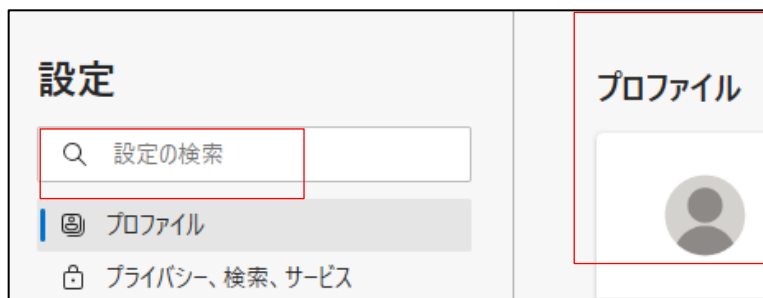 設定
設定の検索
プロファイル
プライバシー、検索、サービス
プロファイル